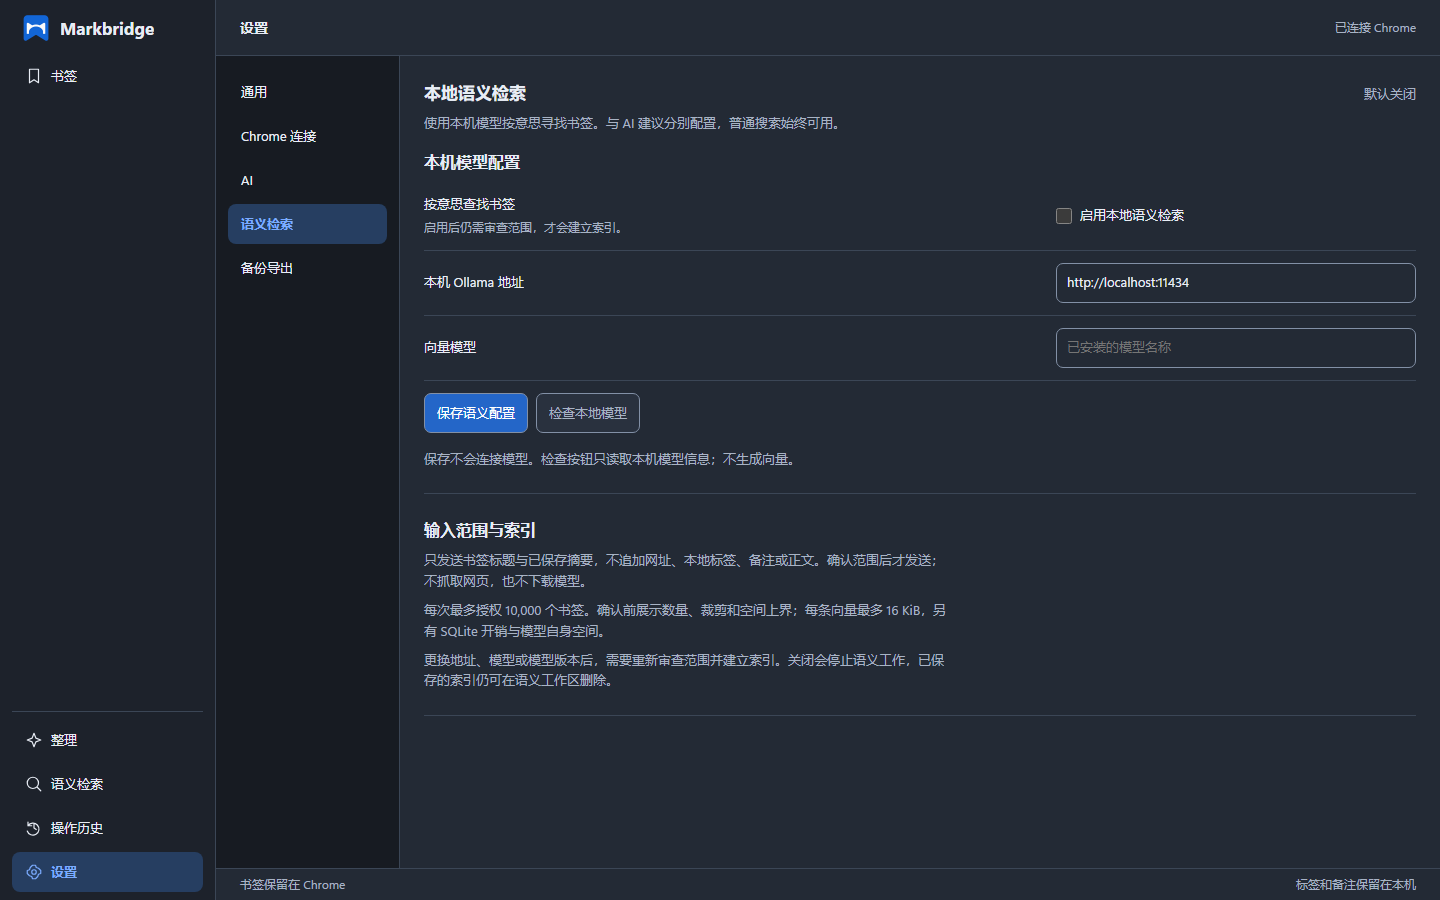 Markbridge
设置
已连接 Chrome
书签
通用
Chrome 连接
AI
语义检索
备份导出
本地语义检索
默认关闭
使用本机模型按意思寻找书签。与 AI 建议分别配置，普通搜索始终可用。
本机模型配置
按意思查找书签
启用后仍需审查范围，才会建立索引。
启用本地语义检索
本机 Ollama 地址
http://localhost:11434
向量模型
已安装的模型名称
保存语义配置
检查本地模型
保存不会连接模型。检查按钮只读取本机模型信息；不生成向量。
输入范围与索引
只发送书签标题与已保存摘要，不追加网址、本地标签、备注或正文。确认范围后才发送；
不抓取网页，也不下载模型。
每次最多授权 10,000 个书签。确认前展示数量、裁剪和空间上界；每条向量最多 16 KiB，另
有 SQLite 开销与模型自身空间。
更换地址、模型或模型版本后，需要重新审查范围并建立索引。关闭会停止语义工作，已保
存的索引仍可在语义工作区删除。
整理
语义检索
操作历史
设置
书签保留在 Chrome
标签和备注保留在本机